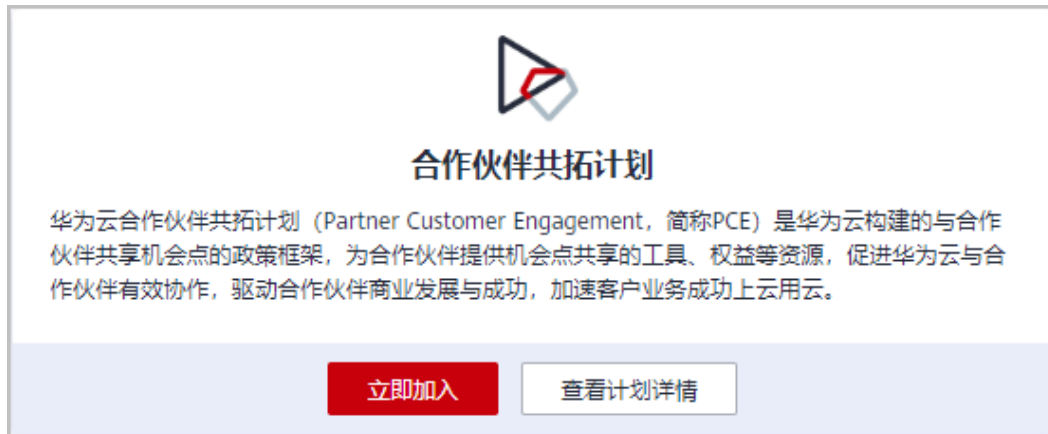 合作伙伴共拓计划
华为云合作伙伴共拓计划（Partner Customer Engagement，简称PCE）是华为云构建的与合作
伙伴共享机会点的政策框架，为合作伙伴提供机会点共享的工具、权益等资源，促进华为云与合
作伙伴有效协作，驱动合作伙伴商业发展与成功，加速客户业务成功上云用云。
立即加入
查看计划详情